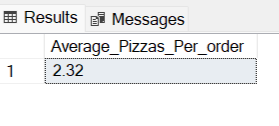 Results Messages
Average_Pizzas_Per_order
1 2.32